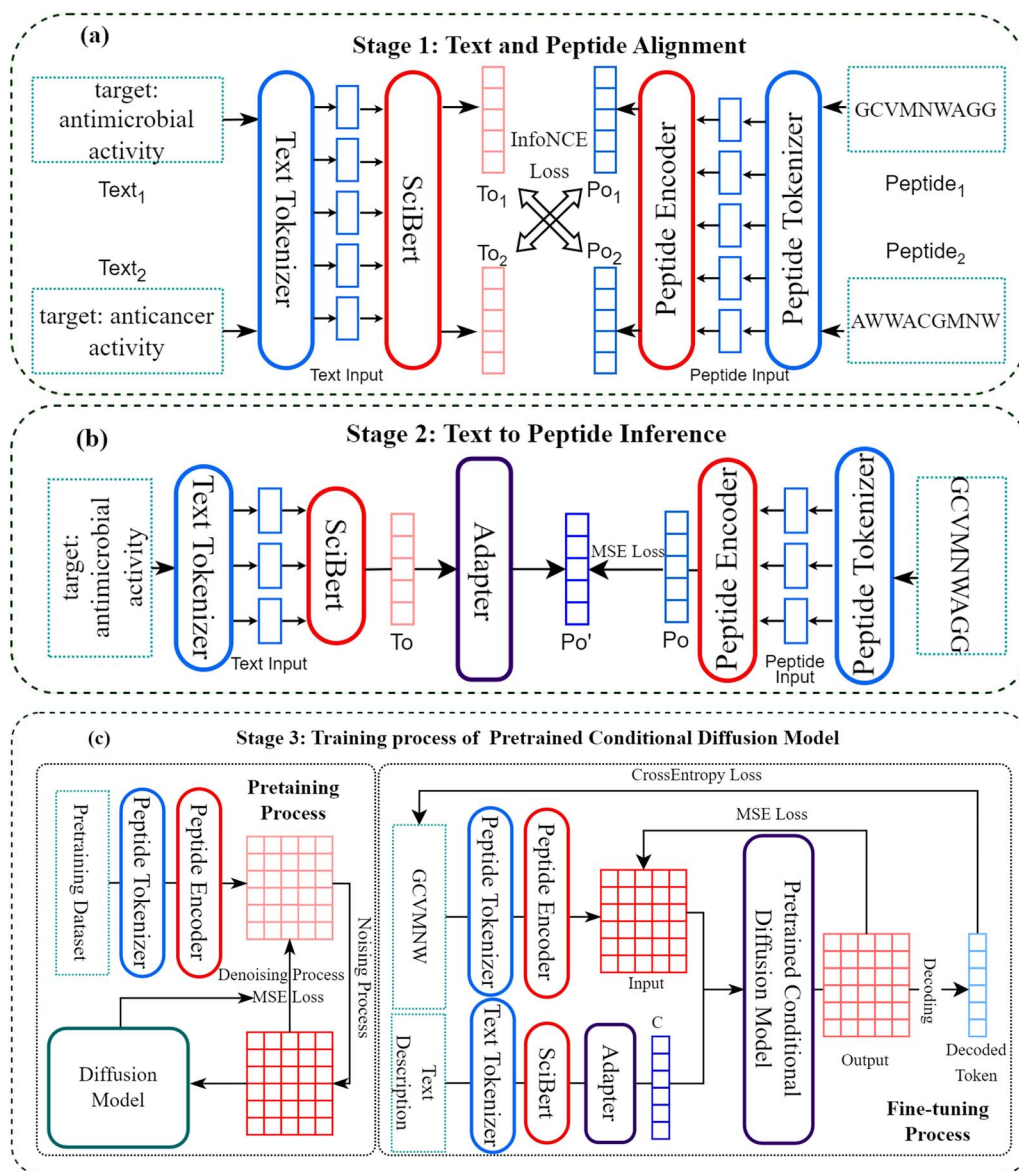 (a)
Stage 1: Text and Peptide Alignment
target:
antimicrobial
activity
Text1
Text2
target: anticancer
activity
Text Tokenizer
Text Input
SciBert
To1
To2
InfoNCE
Loss
Po1
Po2
Peptide Encoder
Peptide Input
Peptide Tokenizer
GCVMNWAGG
Peptide1
Peptide2
AWWACGMNW
(b)
Stage 2: Text to Peptide Inference
target:
antimicrobial
activity
Text Tokenizer
Text Input
SciBert
To
Adapter
Po'
MSE Loss
Po
Peptide Encoder
Peptide
Input
Peptide Tokenizer
GCVMNWAGG
(c)
Stage 3: Training process of Pretrained Conditional Diffusion Model
Pretraining Dataset
Peptide Tokenizer
Peptide Encoder
Pretaining
Process
Noising Process
Denoising Process
MSE Loss
Diffusion
Model
CrossEntropy Loss
MSE Loss
GCVMNW
Peptide Tokenizer
Peptide Encoder
Input
Text
Description
Text Tokenizer
SciBert
Adapter
C
Pretrained Conditional
Diffusion Model
Output
Decoding
Decoded
Token
Fine-tuning
Process